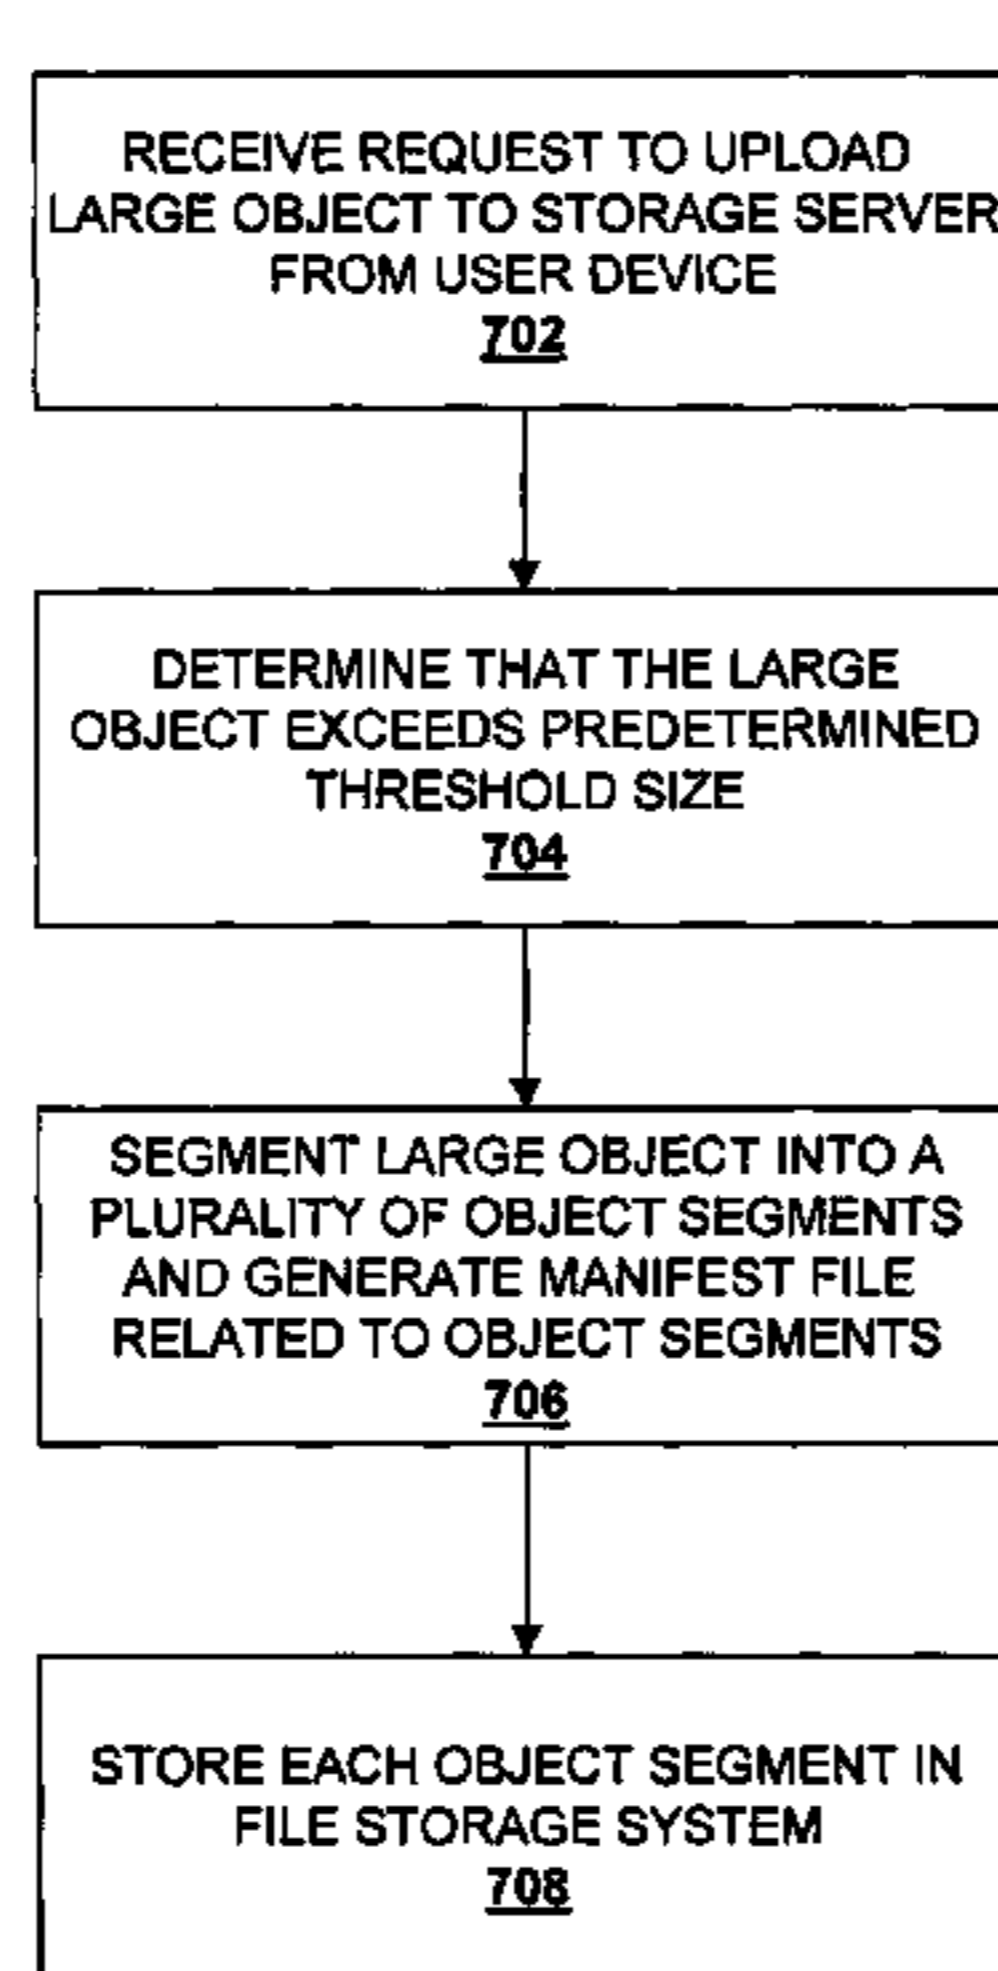 RECEIVE REQUEST TO UPLOAD
LARGE OBJECT TO STORAGE SERVER
FROM USER DEVICE
702
DETERMINE THAT THE LARGE
OBJECT EXCEEDS PREDETERMINED
THRESHOLD SIZE
704
SEGMENT LARGE OBJECT INTO A
PLURALITY OF OBJECT SEGMENTS
AND GENERATE MANIFEST FILE
RELATED TO OBJECT SEGMENTS
706
STORE EACH OBJECT SEGMENT IN
FILE STORAGE SYSTEM
708